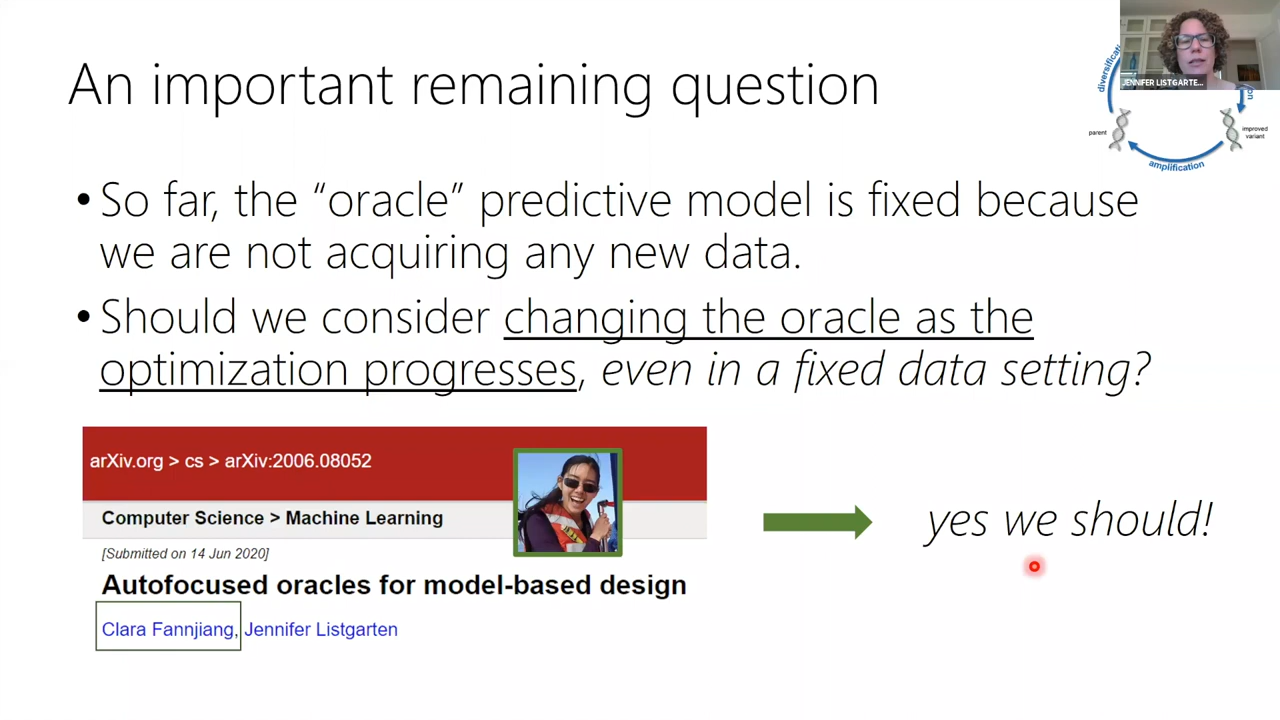 An important remaining question
JENNIFER LISTGARTE...
parent
improved
variant
amplification
• So far, the “oracle” predictive model is fixed because
we are not acquiring any new data.
• Should we consider changing the oracle as the
optimization progresses, even in a fixed data setting?
arXiv.org > cs > arXiv:2006.08052
Computer Science > Machine Learning
[Submitted on 14 Jun 2020]
Autofocused oracles for model-based design
Clara Fannjiang, Jennifer Listgarten
yes we should!